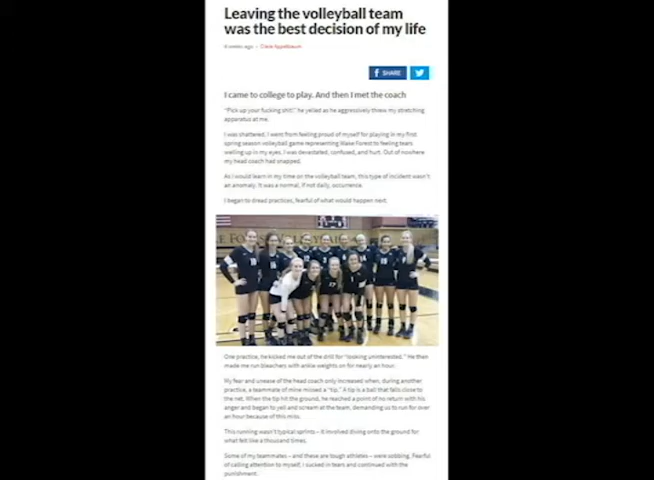 Leaving the volleyball team
was the best decision of my life
6 weeks ago - Claire Appelbaum
f SHARE
I came to college to play. And then I met the coach
"Pick up your fucking shit!" he yelled as he aggressively threw my stretching
apparatus at me.
I was shattered. I went from feeling proud of myself for playing in my first
spring season volleyball game representing Wake Forest to feeling tears
welling up in my eyes. I was devastated, confused, and hurt. Out of nowhere
my head coach had snapped.
As I would learn in my time on the volleyball team, this type of incident wasn't
an anomaly. It was a normal, if not daily, occurrence.
I began to dread practices, fearful of what would happen next.
One practice, he kicked me out of the drill for "looking uninterested." He then
made me run bleachers with ankle weights on for nearly an hour.
My fear and unease of the head coach only increased when, during another
practice, a teammate of mine missed a "tip." A tip is a ball that falls close to
the net. When the tip hit the ground, he reached a point of no return with his
anger and began to yell and scream at the team, demanding us to run for over
an hour because of this miss.
This running wasn't typical sprints – it involved diving onto the ground for
what felt like a thousand times.
Some of my teammates – and these are tough athletes – were sobbing. Fearful
of calling attention to myself, I sucked in tears and continued with the
punishment.